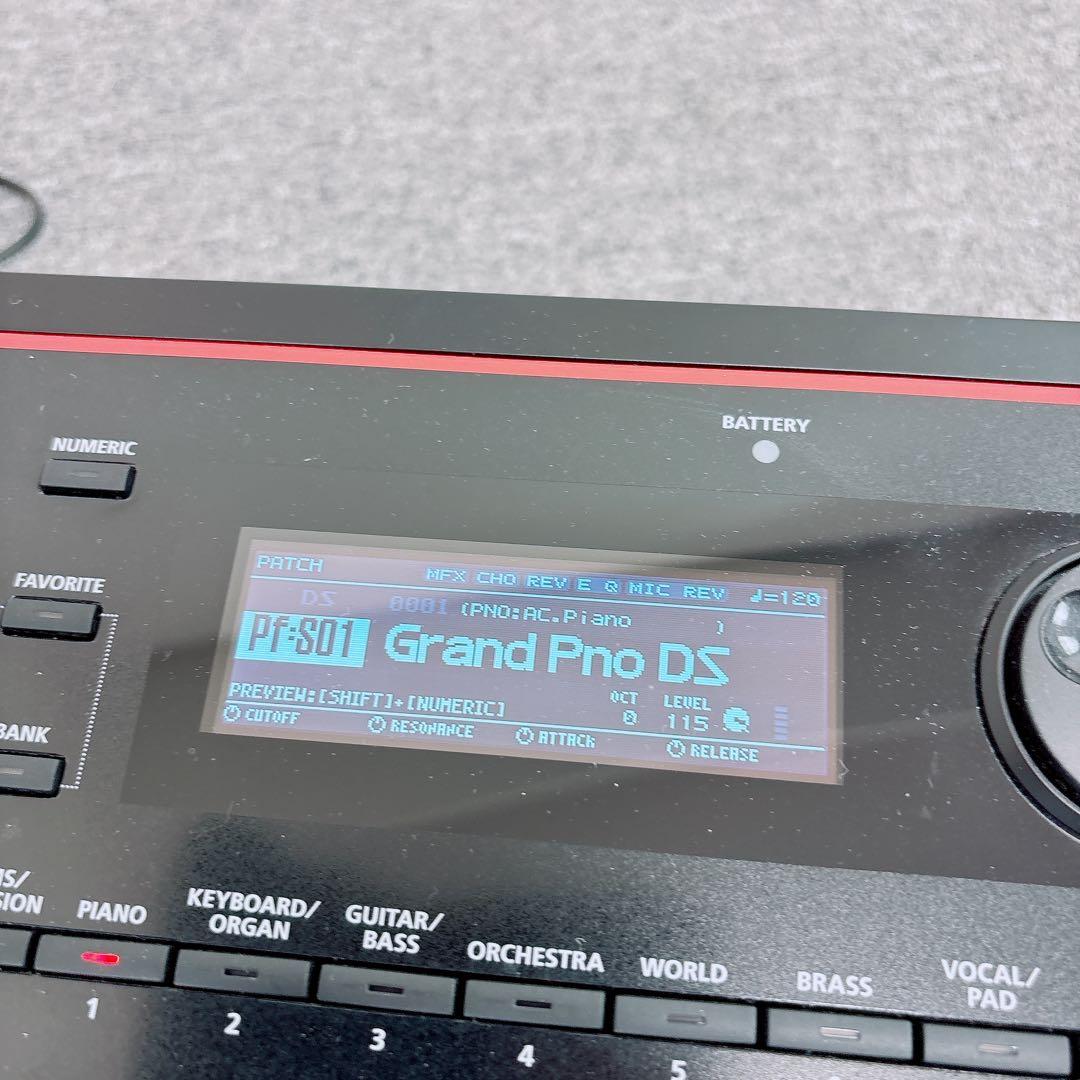 BATTERY
NUMERIC
FAVORITE
BANK
PATCH
MFX CHO REV E Q MIC REV ♩=120
DS 0001 (PNO:AC.Piano )
Pf:S01 Grand Pno DS
PREVIEW:[SHIFT]+[NUMERIC]
OCT LEVEL
0 115
CUTOFF RESONANCE ATTACK RELEASE
PIANO
KEYBOARD/
ORGAN
GUITAR/
BASS
ORCHESTRA
WORLD
BRASS
VOCAL/
PAD
1
2
3
4
5